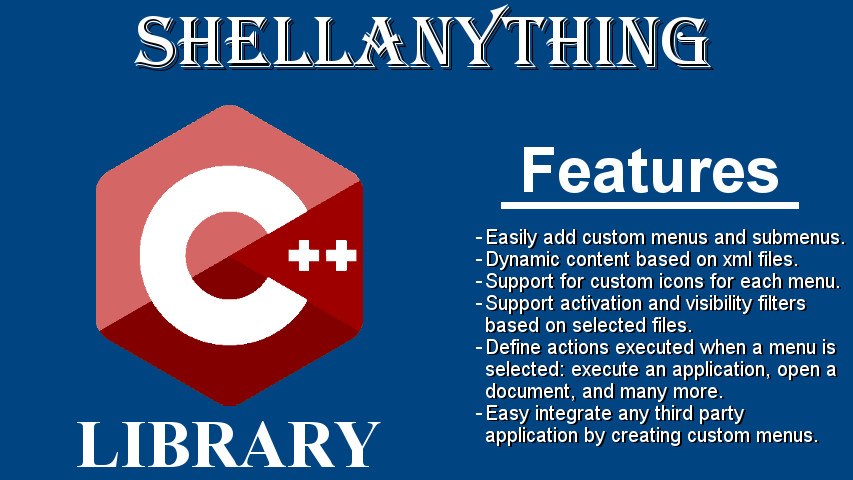 SHELLANYTHING
C++
LIBRARY
Features
-Easily add custom menus and submenus.
-Dynamic content based on xml files.
-Support for custom icons for each menu.
-Support activation and visibility filters
based on selected files.
-Define actions executed when a menu is
selected: execute an application, open a
document, and many more.
-Easy integrate any third party
application by creating custom menus.